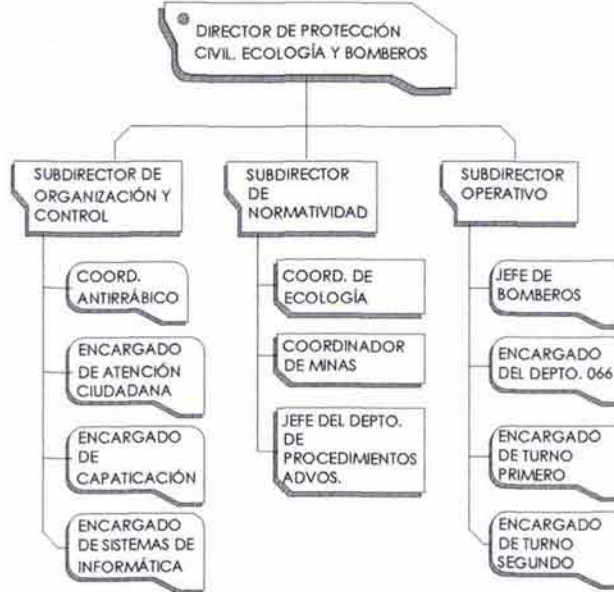 DIRECTOR DE PROTECCIÓN
CIVIL. ECOLOGÍA Y BOMBEROS
SUBDIRECTOR DE
ORGANIZACIÓN Y
CONTROL
COORD.
ANTIRRÁBICO
ENCARGADO
DE ATENCIÓN
CIUDADANA
ENCARGADO
DE
CAPATICACIÓN
ENCARGADO
DE SISTEMAS DE
INFORMÁTICA
SUBDIRECTOR
DE
NORMATIVIDAD
COORD. DE
ECOLOGÍA
COORDINADOR
DE MINAS
JEFE DEL DEPTO.
DE
PROCEDIMIENTOS
ADVOS.
SUBDIRECTOR
OPERATIVO
JEFE DE
BOMBEROS
ENCARGADO
DEL DEPTO. 066
ENCARGADO
DE TURNO
PRIMERO
ENCARGADO
DE TURNO
SEGUNDO